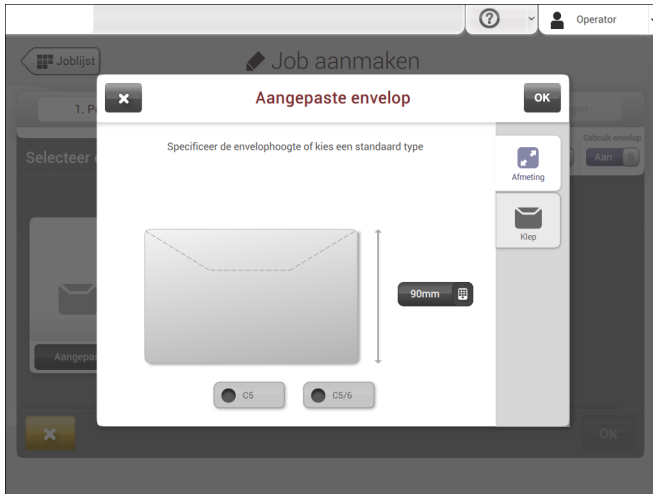 Operator
Joblijst
Job aanmaken
1. P
Aangepaste envelop
OK
Gebruik envelop
Selecteer
Aan
Specificeer de envelophoogte of kies een standaard type
Afmeting
Klep
90mm
Aangepas
C5
C5/6
OK